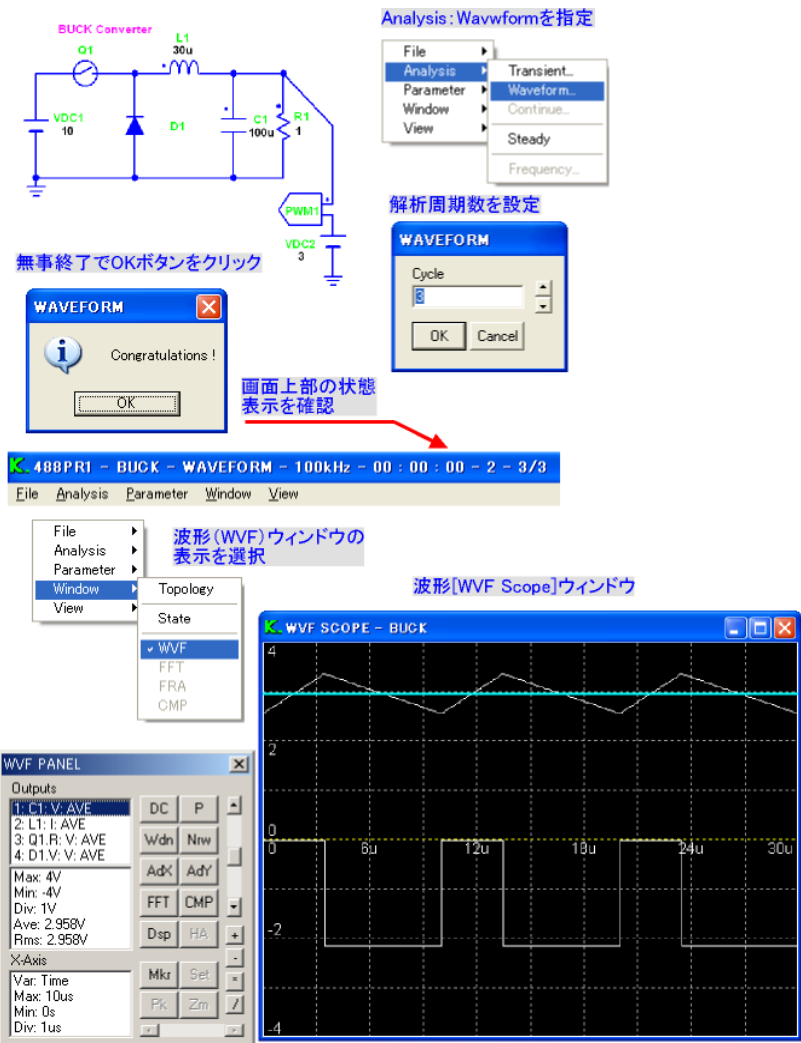 Analysis:Wavwformを指定
BUCK Converter
Q1
L1
30u
VDC1
10
D1
C1
100u
R1
1
PWM1
VDC2
3
File
Analysis
Parameter
Window
View
Transient...
Waveform...
Continue...
Steady
Frequency...
解析周期数を設定
WAVEFORM
Cycle
3
OK
Cancel
無事終了でOKボタンをクリック
WAVEFORM
Congratulations !
OK
画面上部の状態
表示を確認
K. 488PR1 - BUCK - WAVEFORM - 100kHz - 00 : 00 : 00 - 2 - 3/3
File Analysis Parameter Window View
File
Analysis
Parameter
Window
View
波形(WVF)ウィンドウの
表示を選択
Topology
State
WVF
FFT
FRA
CMP
波形[WVF Scope]ウィンドウ
K. WVF SCOPE - BUCK
4
2
0
0 6u 12u 18u 24u 30u
-2
-4
WVF PANEL
Outputs
1: C1: V: AVE
2: L1: I: AVE
3: Q1.R: V: AVE
4: D1.V: V: AVE
Max: 4V
Min: -4V
Div: 1V
Ave: 2.958V
Rms: 2.958V
X-Axis
Var: Time
Max: 10us
Min: 0s
Div: 1us
DC P
Wdn Nrw
AdX AdY
FFT CMP
Dsp HA
Mkr Set
Pk Zm
+
-
*
/